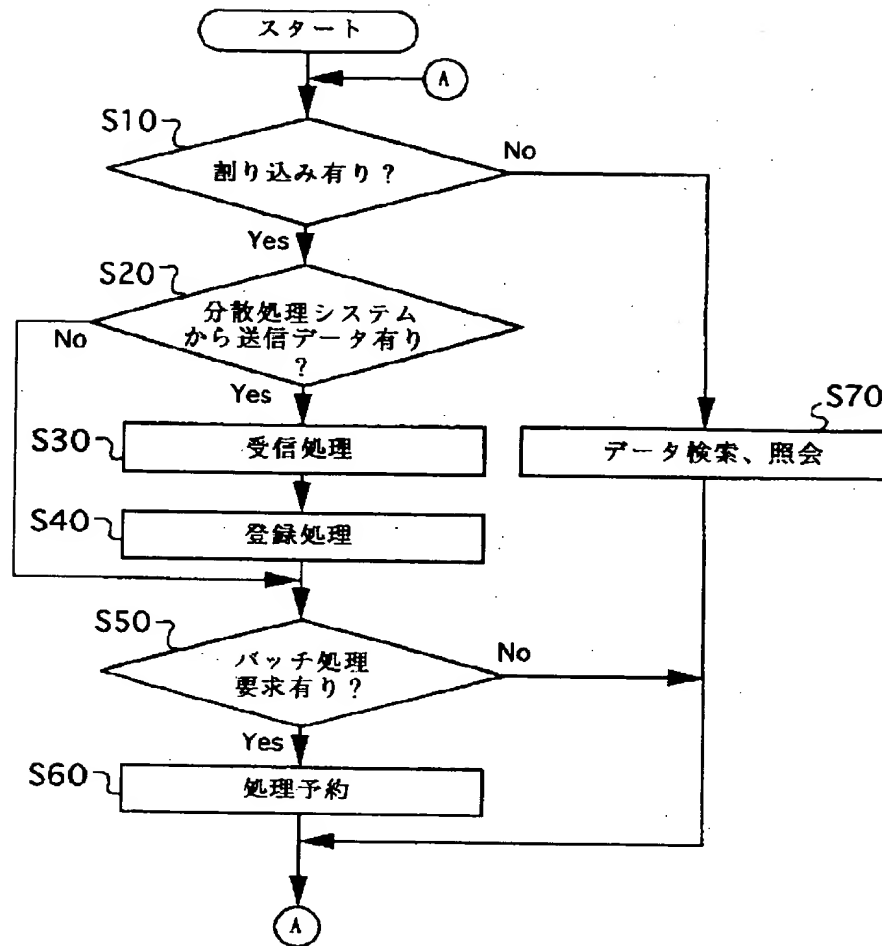 スタート
A
S10
割り込み有り?
No
Yes
S20
分散処理システム
から送信データ有り
?
No
Yes
S30
受信処理
S70
データ検索、照会
S40
登録処理
S50
バッチ処理
要求有り?
No
Yes
S60
処理予約
A